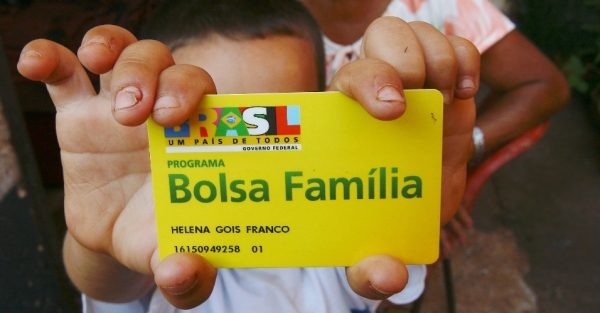 BRASIL
UM PAÍS DE TODOS
GOVERNO FEDERAL
PROGRAMA
Bolsa Família
HELENA GOIS FRANCO
16150949258 01